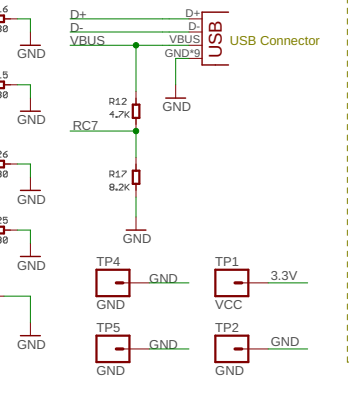 D+
D-
VBUS
D+
D-
VBUS
GND*9
USB
USB Connector
GND
GND
R12
4.7K
RC7
GND
R17
8.2K
GND
GND
GND
GND
TP4
GND
GND
TP1
3.3V
VCC
TP5
GND
GND
TP2
GND
GND